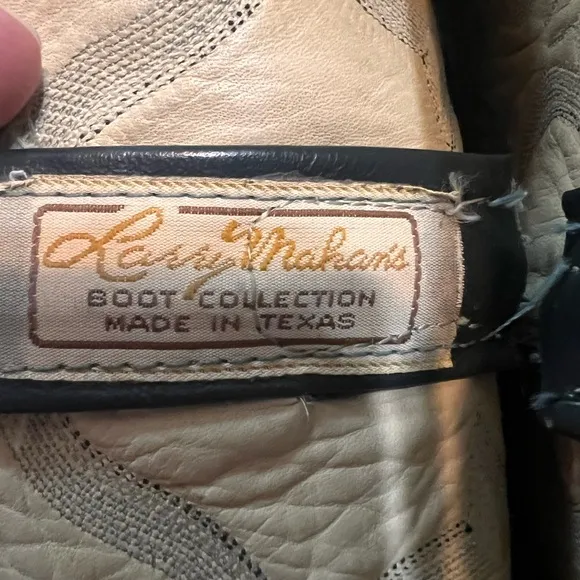 Larry Mahan's
BOOT COLLECTION
MADE IN TEXAS